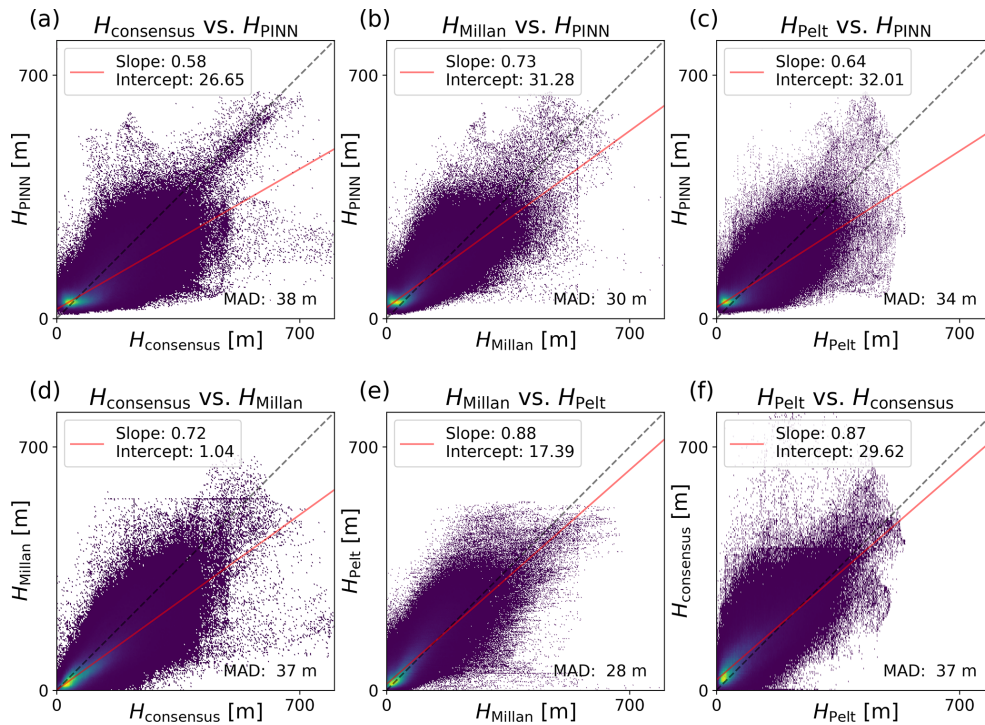 (a)
H_consensus vs. H_PINN
Slope: 0.58
Intercept: 26.65
700
0
H_PINN [m]
MAD: 38 m
0
700
H_consensus [m]
(b)
H_Millan vs. H_PINN
Slope: 0.73
Intercept: 31.28
700
0
H_PINN [m]
MAD: 30 m
0
700
H_Millan [m]
(c)
H_Pelt vs. H_PINN
Slope: 0.64
Intercept: 32.01
700
0
H_PINN [m]
MAD: 34 m
0
700
H_Pelt [m]
(d)
H_consensus vs. H_Millan
Slope: 0.72
Intercept: 1.04
700
0
H_Millan [m]
MAD: 37 m
0
700
H_consensus [m]
(e)
H_Millan vs. H_Pelt
Slope: 0.88
Intercept: 17.39
700
0
H_Pelt [m]
MAD: 28 m
0
700
H_Millan [m]
(f)
H_Pelt vs. H_consensus
Slope: 0.87
Intercept: 29.62
700
0
H_consensus [m]
MAD: 37 m
0
700
H_Pelt [m]